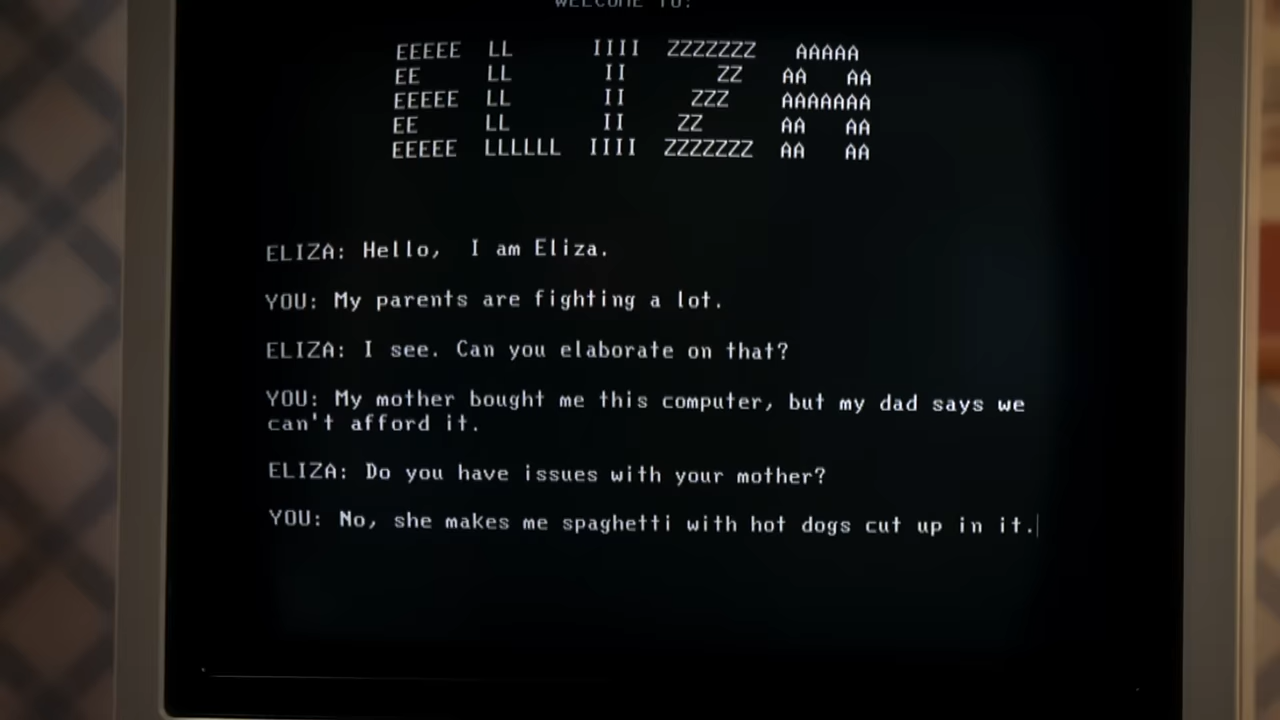 WELCOME TO:
EEEEE LL IIII ZZZZZZZ AAAAA
EE LL II ZZ AA AA
EEEEE LL II ZZZ AAAAAAA
EE LL II ZZ AA AA
EEEEE LLLLLL IIII ZZZZZZZ AA AA
ELIZA: Hello, I am Eliza.
YOU: My parents are fighting a lot.
ELIZA: I see. Can you elaborate on that?
YOU: My mother bought me this computer, but my dad says we
can't afford it.
ELIZA: Do you have issues with your mother?
YOU: No, she makes me spaghetti with hot dogs cut up in it.